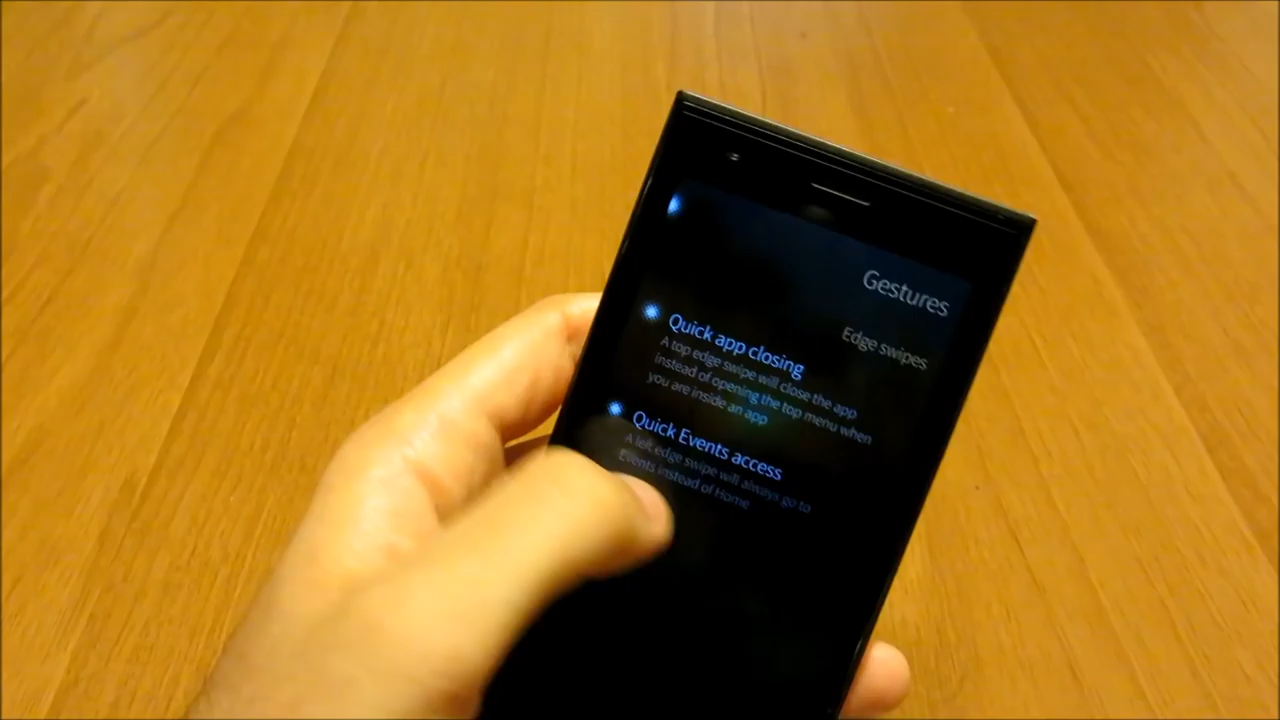 Gestures
Edge swipes
Quick app closing
A top edge swipe will close the app
instead of opening the top menu when
you are inside an app
Quick Events access
A left edge swipe will always go to
Events instead of Home